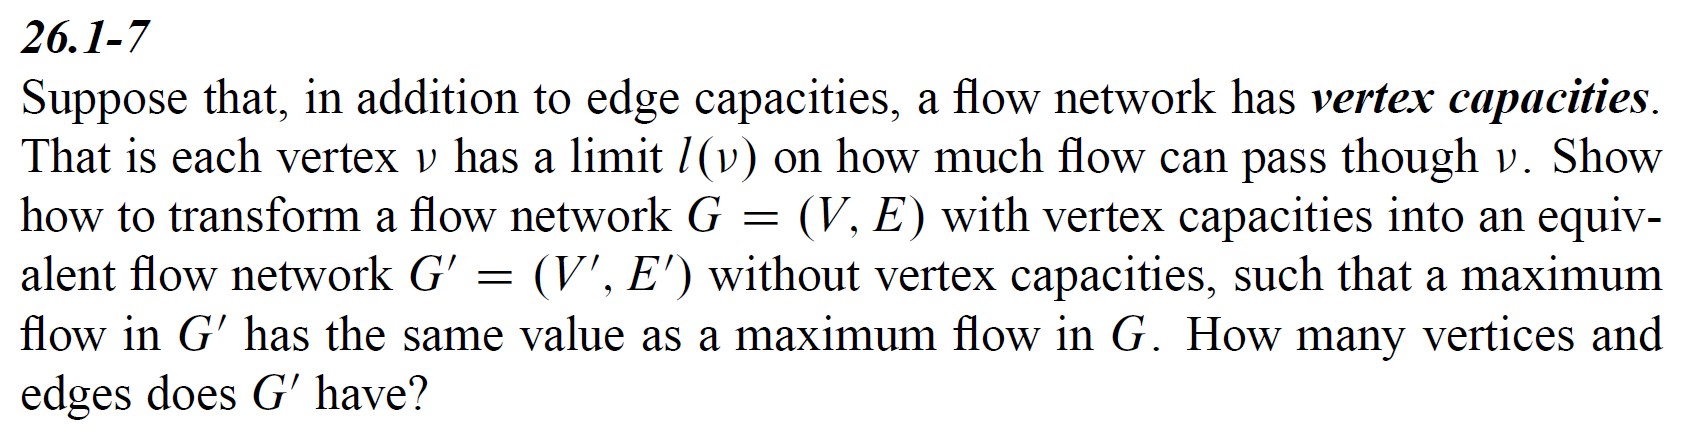 26.1-7
Suppose that, in addition to edge capacities, a flow network has vertex capacities.
That is each vertex v has a limit l(v) on how much flow can pass though v. Show
how to transform a flow network G = (V, E) with vertex capacities into an equiv-
alent flow network G′ = (V′, E′) without vertex capacities, such that a maximum
flow in G′ has the same value as a maximum flow in G. How many vertices and
edges does G′ have?